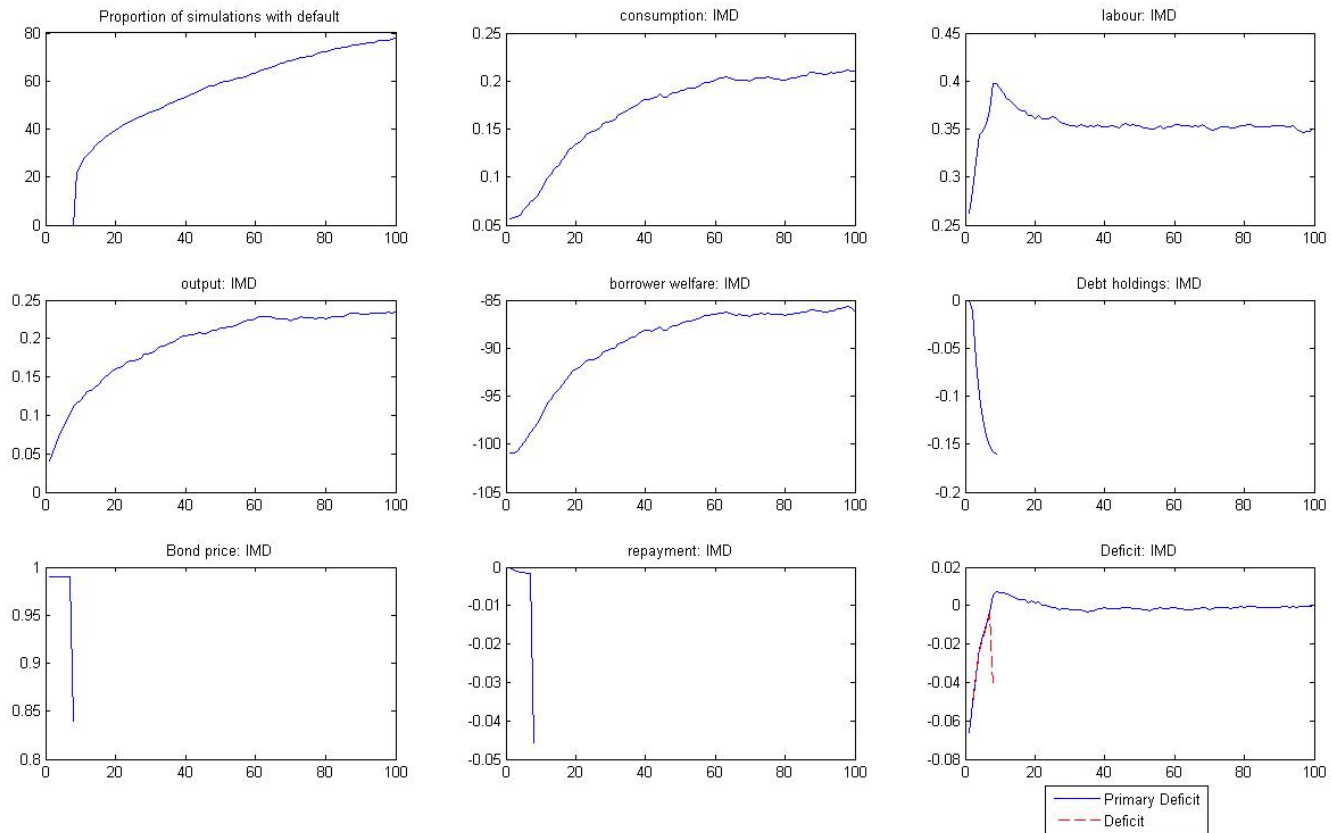 Proportion of simulations with default
80
60
40
20
0
0 20 40 60 80 100
consumption: IMD
0.25
0.2
0.15
0.1
0.05
0 20 40 60 80 100
labour: IMD
0.45
0.4
0.35
0.3
0.25
0 20 40 60 80 100
output: IMD
0.25
0.2
0.15
0.1
0.05
0
0 20 40 60 80 100
borrower welfare: IMD
-85
-90
-95
-100
-105
0 20 40 60 80 100
Debt holdings: IMD
0
-0.05
-0.1
-0.15
-0.2
0 20 40 60 80 100
Bond price: IMD
1
0.95
0.9
0.85
0.8
0 20 40 60 80 100
repayment: IMD
0
-0.01
-0.02
-0.03
-0.04
-0.05
0 20 40 60 80 100
Deficit: IMD
0.02
0
-0.02
-0.04
-0.06
-0.08
0 20 40 60 80 100
Primary Deficit
Deficit